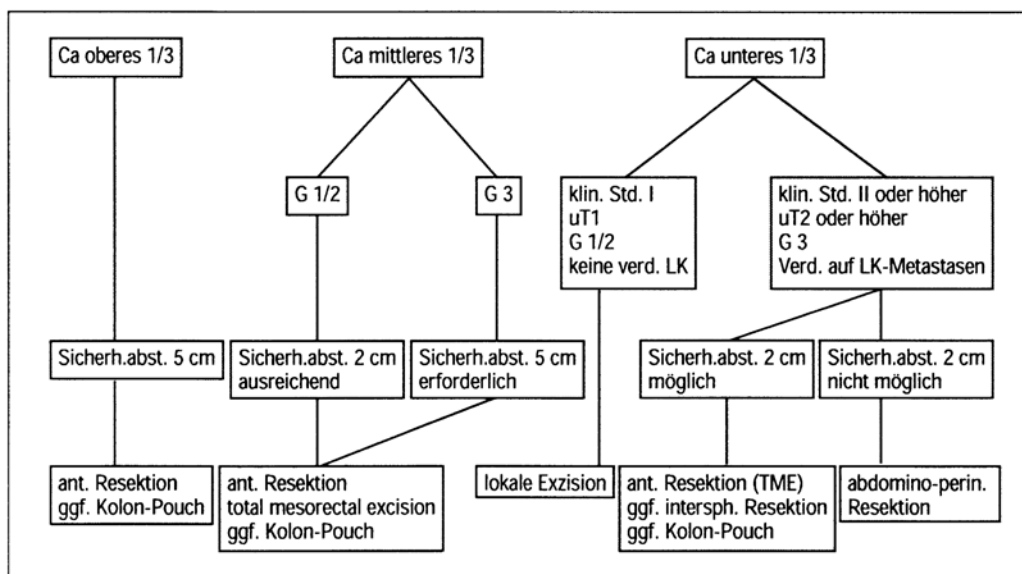 Ca oberes 1/3
Ca mittleres 1/3
Ca unteres 1/3
G 1/2
G 3
klin. Std. I
uT1
G 1/2
keine verd. LK
klin. Std. II oder höher
uT2 oder höher
G 3
Verd. auf LK-Metastasen
Sicherh.abst. 5 cm
Sicherh.abst. 2 cm
ausreichend
Sicherh.abst. 5 cm
erforderlich
Sicherh.abst. 2 cm
möglich
Sicherh.abst. 2 cm
nicht möglich
ant. Resektion
ggf. Kolon-Pouch
ant. Resektion
total mesorectal excision
ggf. Kolon-Pouch
lokale Exzision
ant. Resektion (TME)
ggf. intersph. Resektion
ggf. Kolon-Pouch
abdomino-perin.
Resektion